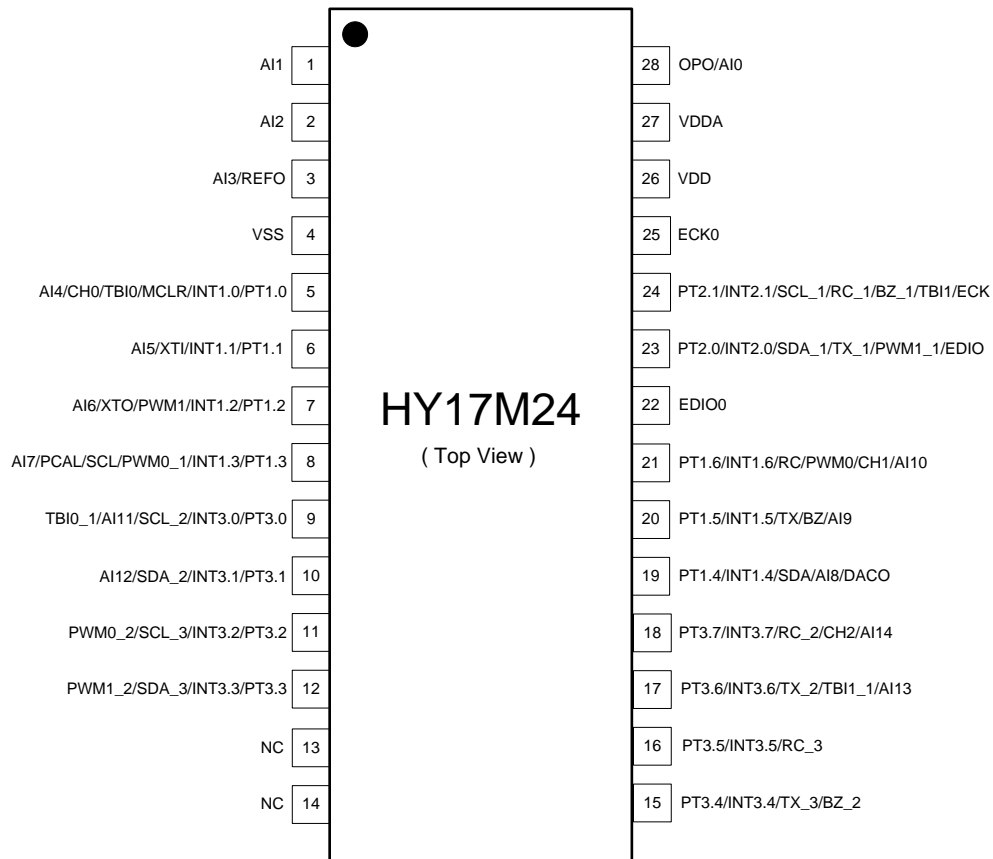 AI1 1
AI2 2
AI3/REFO 3
VSS 4
AI4/CH0/TBI0/MCLR/INT1.0/PT1.0 5
AI5/XTI/INT1.1/PT1.1 6
AI6/XTO/PWM1/INT1.2/PT1.2 7
AI7/PCAL/SCL/PWM0_1/INT1.3/PT1.3 8
TBI0_1/AI11/SCL_2/INT3.0/PT3.0 9
AI12/SDA_2/INT3.1/PT3.1 10
PWM0_2/SCL_3/INT3.2/PT3.2 11
PWM1_2/SDA_3/INT3.3/PT3.3 12
NC 13
NC 14
HY17M24
( Top View )
28 OPO/AI0
27 VDDA
26 VDD
25 ECK0
24 PT2.1/INT2.1/SCL_1/RC_1/BZ_1/TBI1/ECK
23 PT2.0/INT2.0/SDA_1/TX_1/PWM1_1/EDIO
22 EDIO0
21 PT1.6/INT1.6/RC/PWM0/CH1/AI10
20 PT1.5/INT1.5/TX/BZ/AI9
19 PT1.4/INT1.4/SDA/AI8/DACO
18 PT3.7/INT3.7/RC_2/CH2/AI14
17 PT3.6/INT3.6/TX_2/TBI1_1/AI13
16 PT3.5/INT3.5/RC_3
15 PT3.4/INT3.4/TX_3/BZ_2